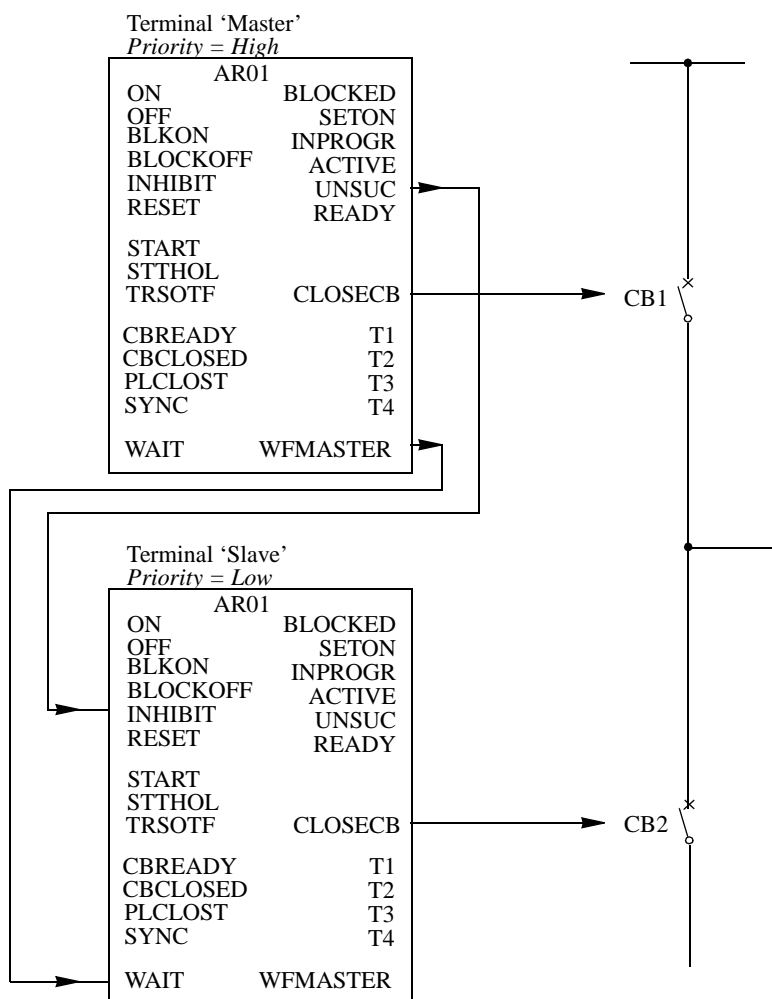 Terminal ‘Master’
Priority = High
AR01
ON BLOCKED
OFF SETON
BLKON INPROGR
BLOCKOFF ACTIVE
INHIBIT UNSUC
RESET READY
START
STTHOL
TRSOTF CLOSECB
CB1
CBREADY T1
CBCLOSED T2
PLCLOST T3
SYNC T4
WAIT WFMASTER
Terminal ‘Slave’
Priority = Low
AR01
ON BLOCKED
OFF SETON
BLKON INPROGR
BLOCKOFF ACTIVE
INHIBIT UNSUC
RESET READY
START
STTHOL
TRSOTF CLOSECB
CB2
CBREADY T1
CBCLOSED T2
PLCLOST T3
SYNC T4
WAIT WFMASTER